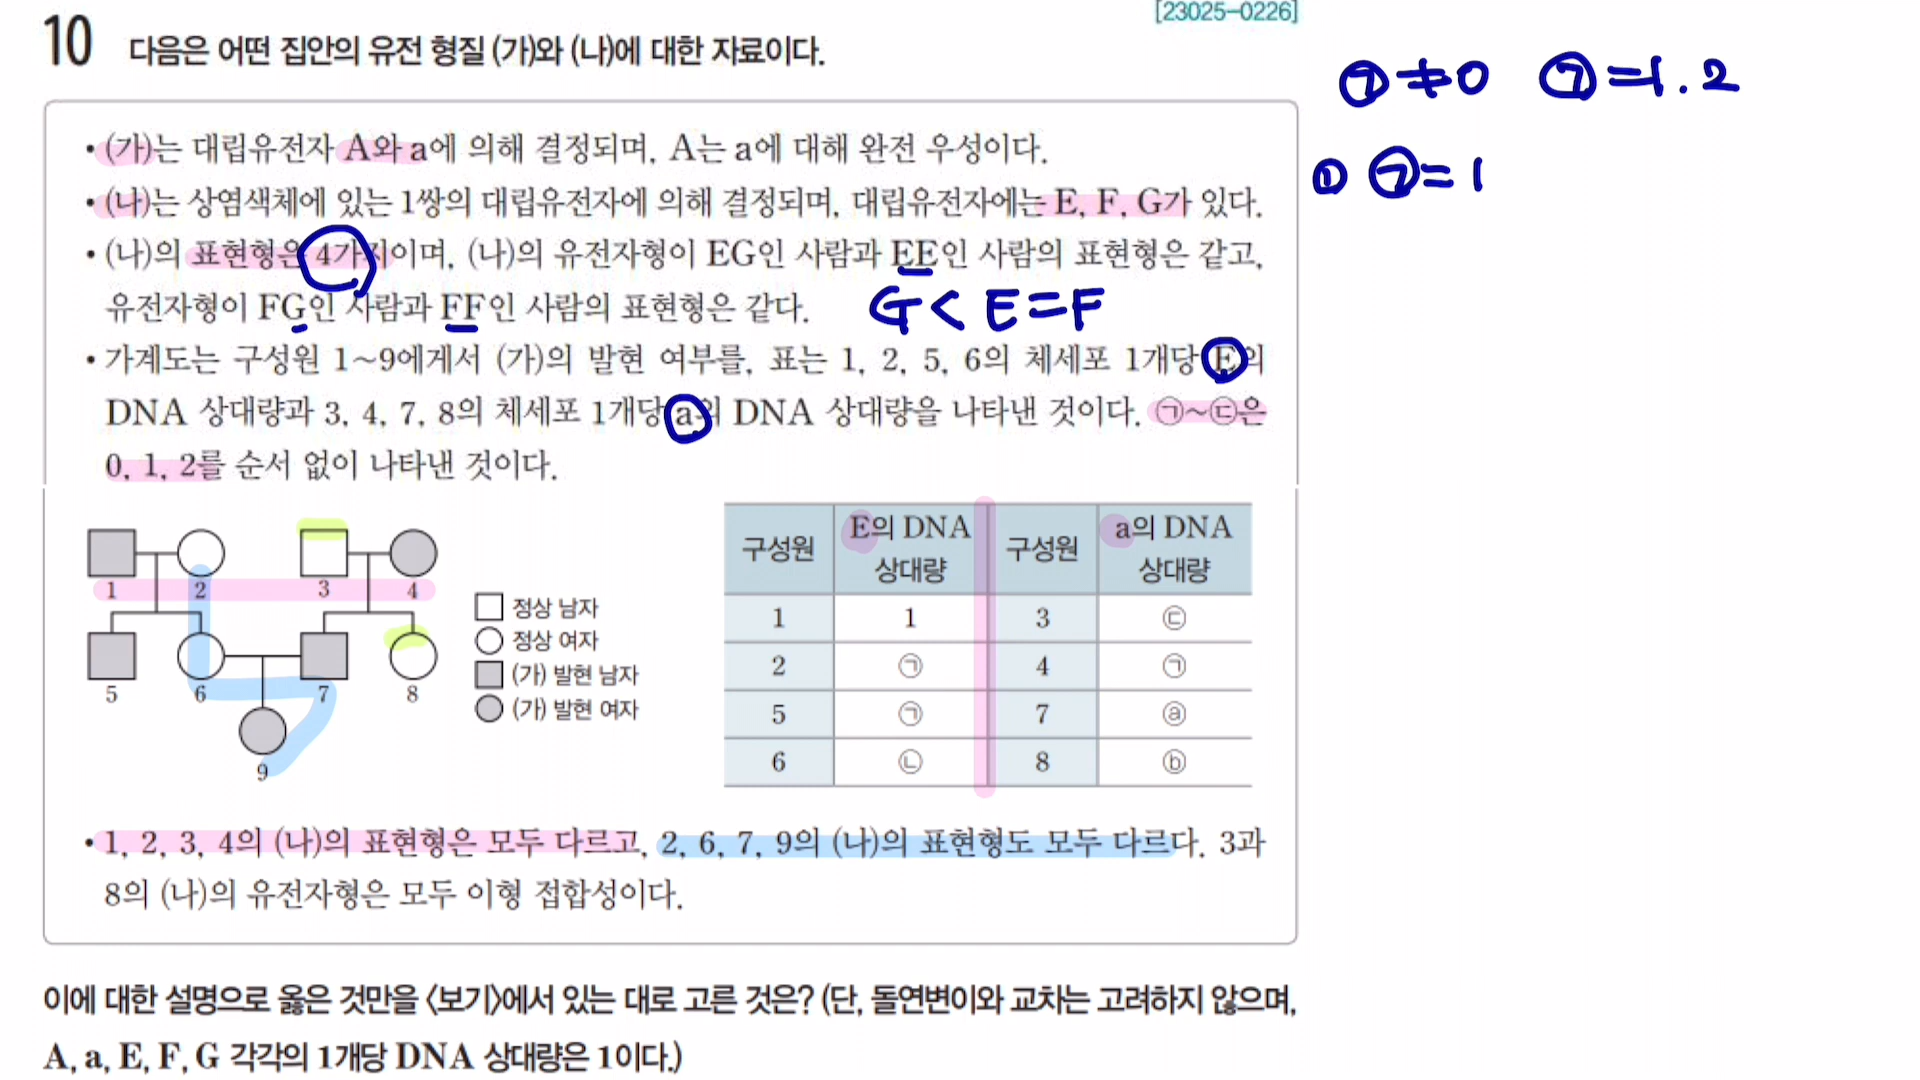 [23025-0226]
10 다음은 어떤 집안의 유전 형질 (가)와 (나)에 대한 자료이다.
㉠≠0 ㉠=1.2
① ㉠=1
• (가)는 대립유전자 A와 a에 의해 결정되며, A는 a에 대해 완전 우성이다.
• (나)는 상염색체에 있는 1쌍의 대립유전자에 의해 결정되며, 대립유전자에는 E, F, G가 있다.
• (나)의 표현형은 4가지이며, (나)의 유전자형이 EG인 사람과 EE인 사람의 표현형은 같고,
유전자형이 FG인 사람과 FF인 사람의 표현형은 같다.
G < E = F
• 가계도는 구성원 1~9에게서 (가)의 발현 여부를, 표는 1, 2, 5, 6의 체세포 1개당 E의
DNA 상대량과 3, 4, 7, 8의 체세포 1개당 a의 DNA 상대량을 나타낸 것이다. ㉠~㉢은
0, 1, 2를 순서 없이 나타낸 것이다.
1 2 3 4
5 6 7 8
9
정상 남자
정상 여자
(가) 발현 남자
(가) 발현 여자
구성원 E의 DNA 상대량 구성원 a의 DNA 상대량
1 1 3 ㉢
2 ㉠ 4 ㉠
5 ㉠ 7 ⓐ
6 ㉡ 8 ⓑ
• 1, 2, 3, 4의 (나)의 표현형은 모두 다르고, 2, 6, 7, 9의 (나)의 표현형도 모두 다르다. 3과
8의 (나)의 유전자형은 모두 이형 접합성이다.
이에 대한 설명으로 옳은 것만을 <보기>에서 있는 대로 고른 것은? (단, 돌연변이와 교차는 고려하지 않으며,
A, a, E, F, G 각각의 1개당 DNA 상대량은 1이다.)